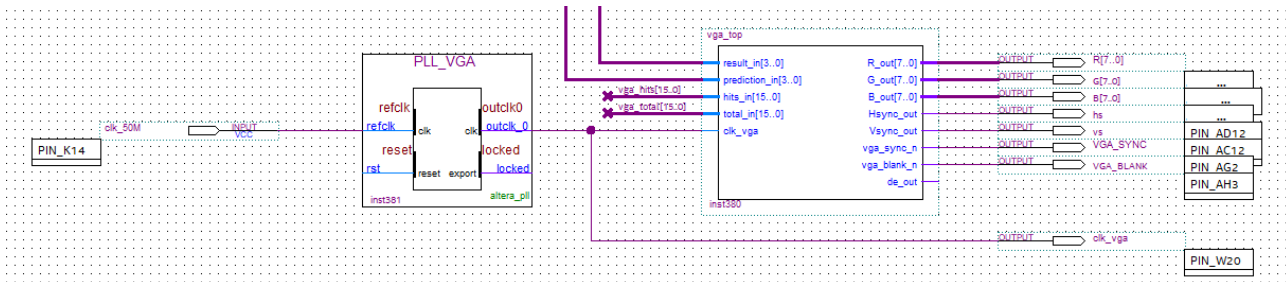 vga_top
PLL_VGA
result_in[3..0]
R_out[7..0]
OUTPUT
R[7..0]
prediction_in[3..0]
G_out[7..0]
OUTPUT
G[7..0]
vga_hits[15..0]
hits_in[15..0]
B_out[7..0]
OUTPUT
B[7..0]
...
refclk
outclk0
vga_total[15..0]
total_in[15..0]
Hsync_out
OUTPUT
hs
...
clk_50M
INPUT
VCC
refclk
clk
clk
outclk_0
clk_vga
Vsync_out
OUTPUT
vs
PIN_AD12
PIN_K14
reset
locked
vga_sync_n
OUTPUT
VGA_SYNC
PIN_AC12
rst
reset
export
locked
vga_blank_n
OUTPUT
VGA_BLANK
PIN_AG2
de_out
PIN_AH3
inst381
altera_pll
inst380
OUTPUT
clk_vga
PIN_W20